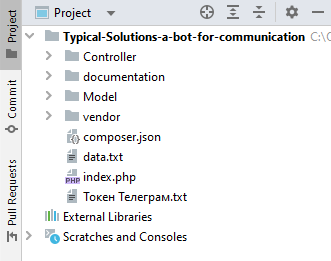 Project
Typical-Solutions-a-bot-for-communication C:\
Controller
documentation
Model
vendor
composer.json
data.txt
PHP index.php
Токен Телеграм.txt
External Libraries
Scratches and Consoles
Project
Commit
Pull Requests